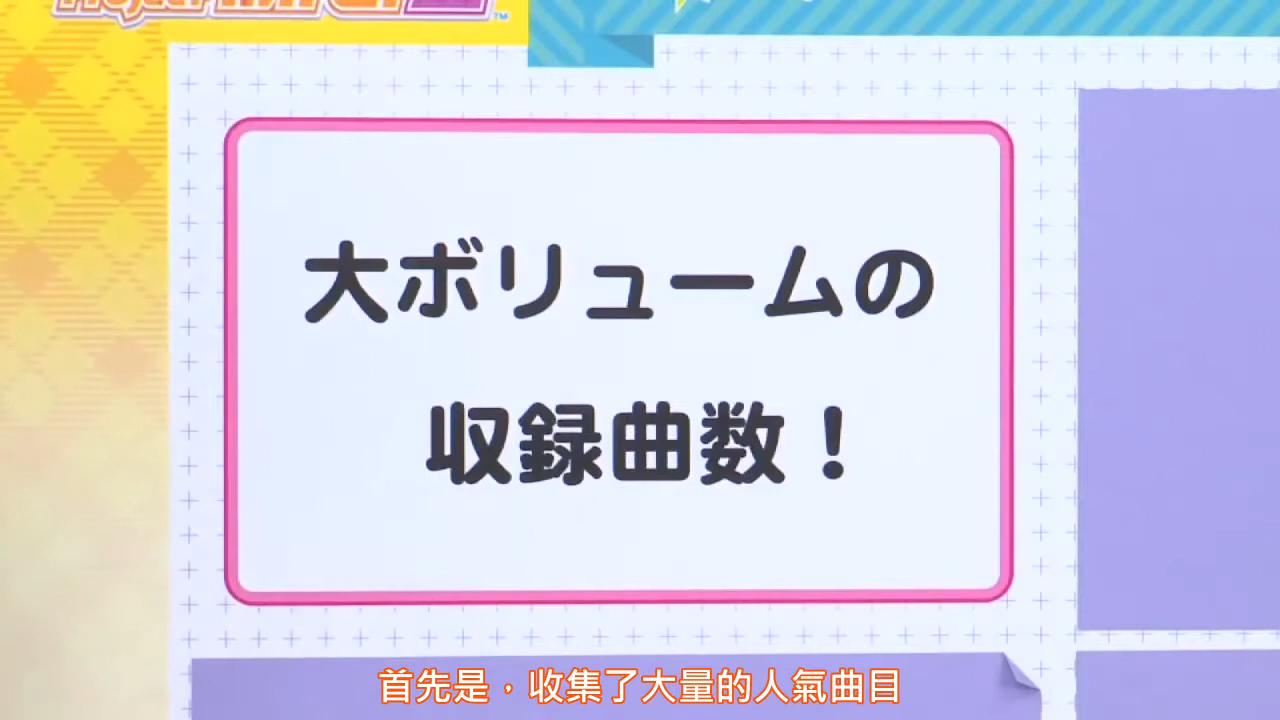 大ボリュームの
収録曲数！
首先是，收集了大量的人氣曲目